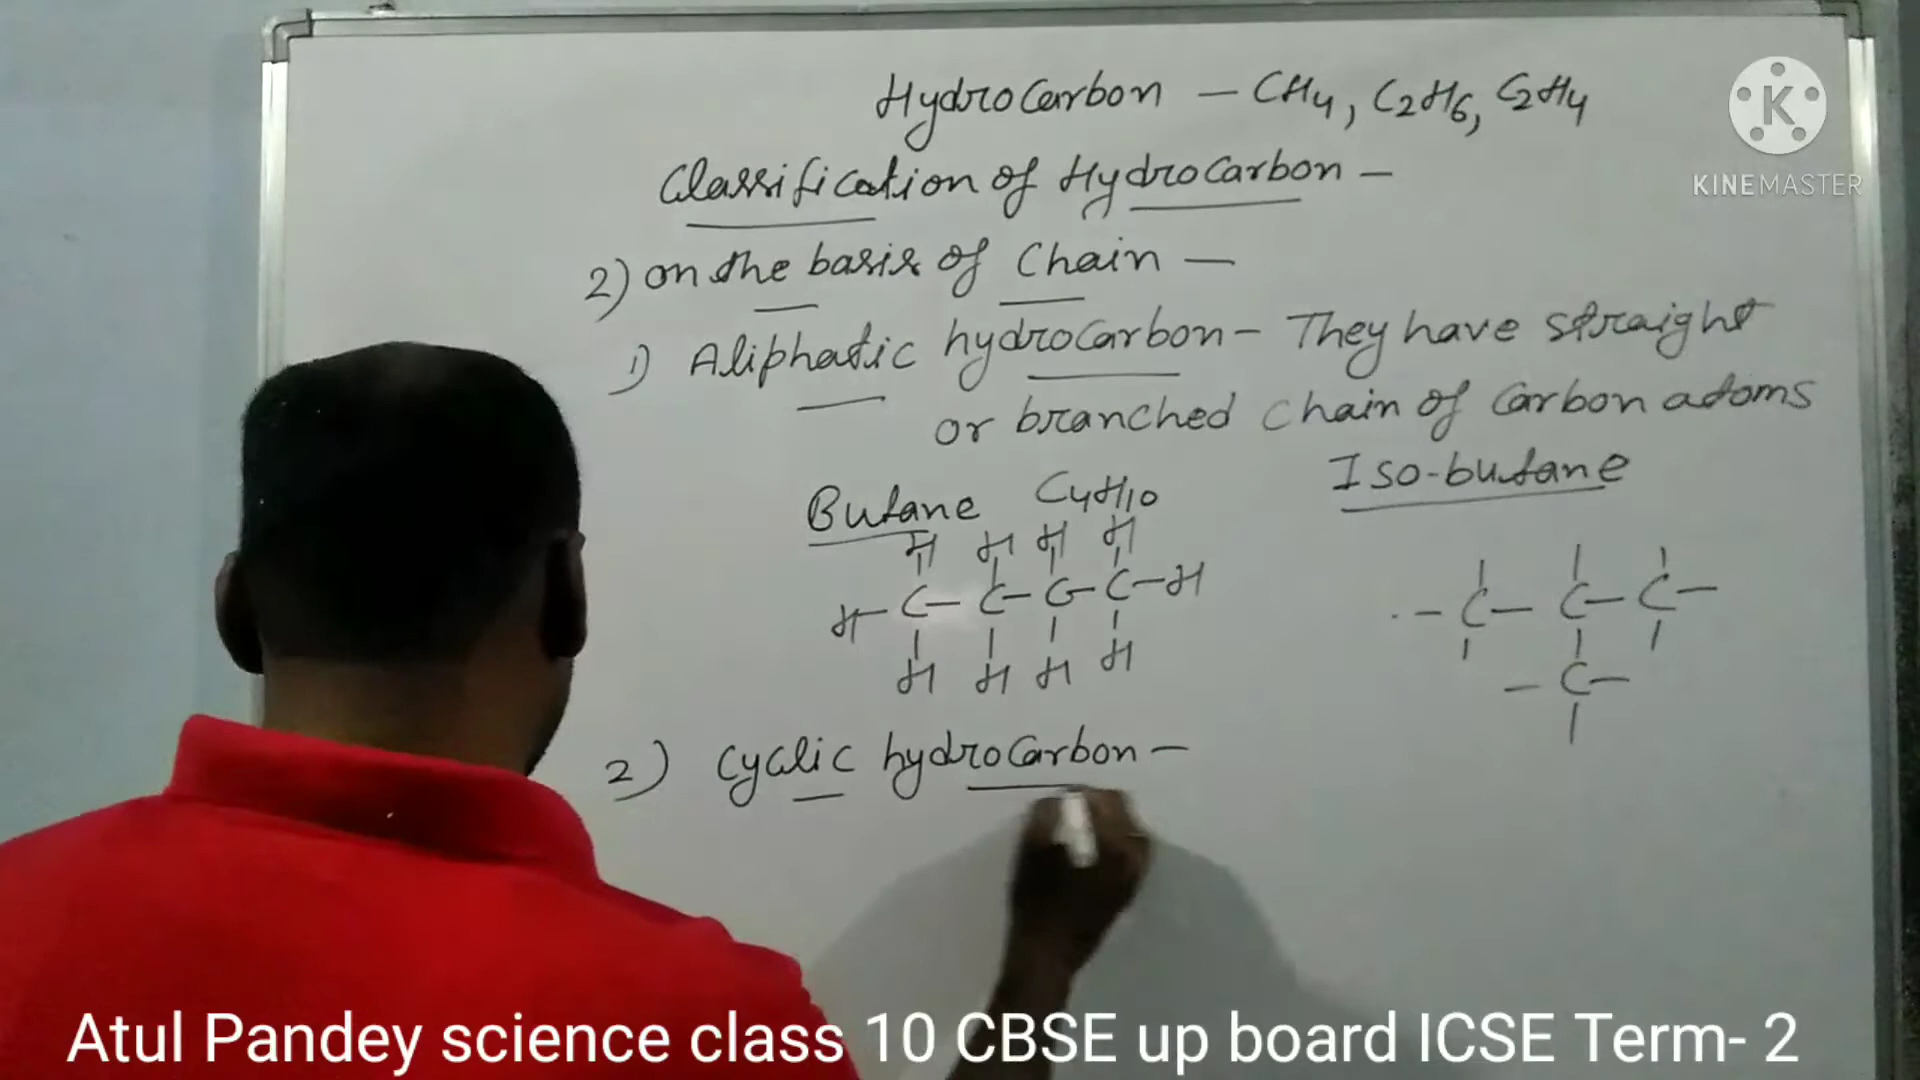 HydroCarbon – CH4, C2H6, C2H4
KINEMASTER
Classification of HydroCarbon –
2) on the basis of Chain –
1) Aliphatic hydrocarbon – They have straight
or branched chain of Carbon atoms
Butane C4H10
Iso-butane
H H H H
H–C–C–C–C–H
H H H H
–C–C–C–
–C–
2) Cyclic hydrocarbon –
Atul Pandey science class 10 CBSE up board ICSE Term- 2